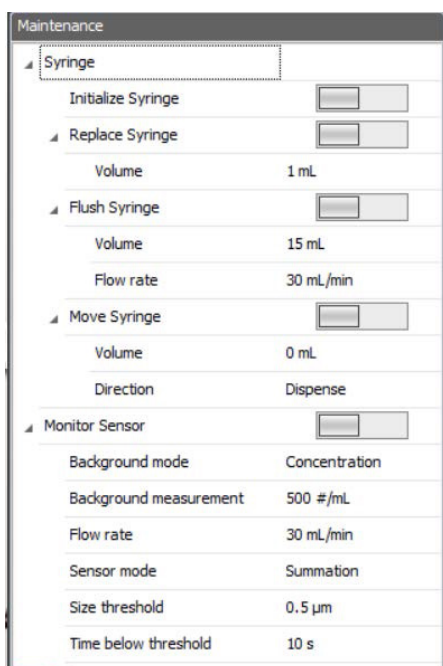 Maintenance
Syringe
Initialize Syringe
Replace Syringe
Volume 1 mL
Flush Syringe
Volume 15 mL
Flow rate 30 mL/min
Move Syringe
Volume 0 mL
Direction Dispense
Monitor Sensor
Background mode Concentration
Background measurement 500 #/mL
Flow rate 30 mL/min
Sensor mode Summation
Size threshold 0.5 µm
Time below threshold 10 s